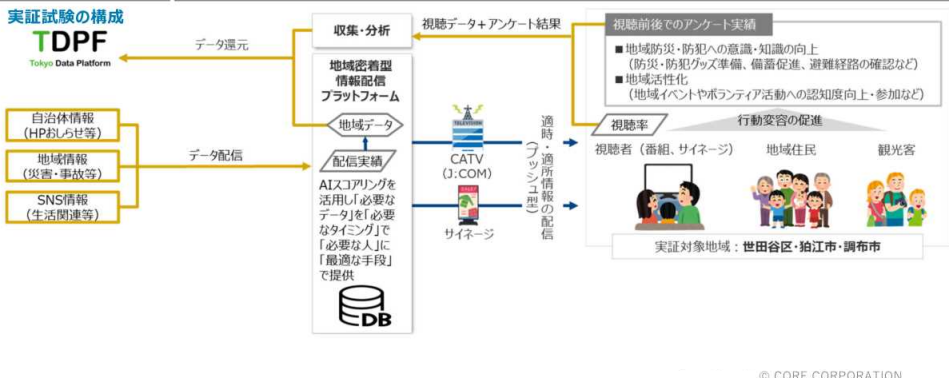 実証試験の構成
TDPF
Tokyo Data Platform
データ還元
収集・分析
視聴データ＋アンケート結果
視聴前後でのアンケート実績
■地域防災・防犯への意識・知識の向上
（防災・防犯グッズ準備、備蓄促進、避難経路の確認など）
■地域活性化
（地域イベントやボランティア活動への認知度向上・参加など）
自治体情報
（HPおしらせ等）
地域情報
（災害・事故等）
SNS情報
（生活関連等）
データ配信
地域密着型
情報配信
プラットフォーム
地域データ
配信実績
AIスコアリングを
活用し「必要な
データ」を「必要
なタイミング」で
「必要な人」に
「最適な手段」
で提供
DB
TELEVISION
CATV
（J:COM）
サイネージ
適時・適所情報の配信
（プッシュ型）
視聴率
行動変容の促進
視聴者（番組、サイネージ）
地域住民
観光客
実証対象地域：世田谷区・狛江市・調布市
© CORE CORPORATION